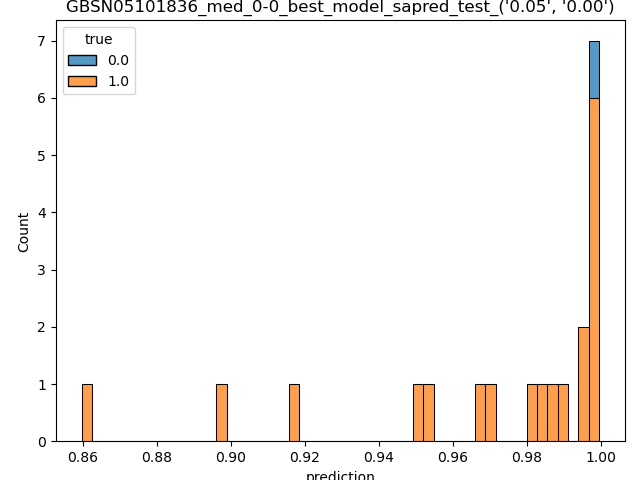 GBSN05101836_med_0-0_best_model_sapred_test_('0.05', '0.00')
true
0.0
1.0
7
6
5
4
3
2
1
0
Count
0.86 0.88 0.90 0.92 0.94 0.96 0.98 1.00
prediction